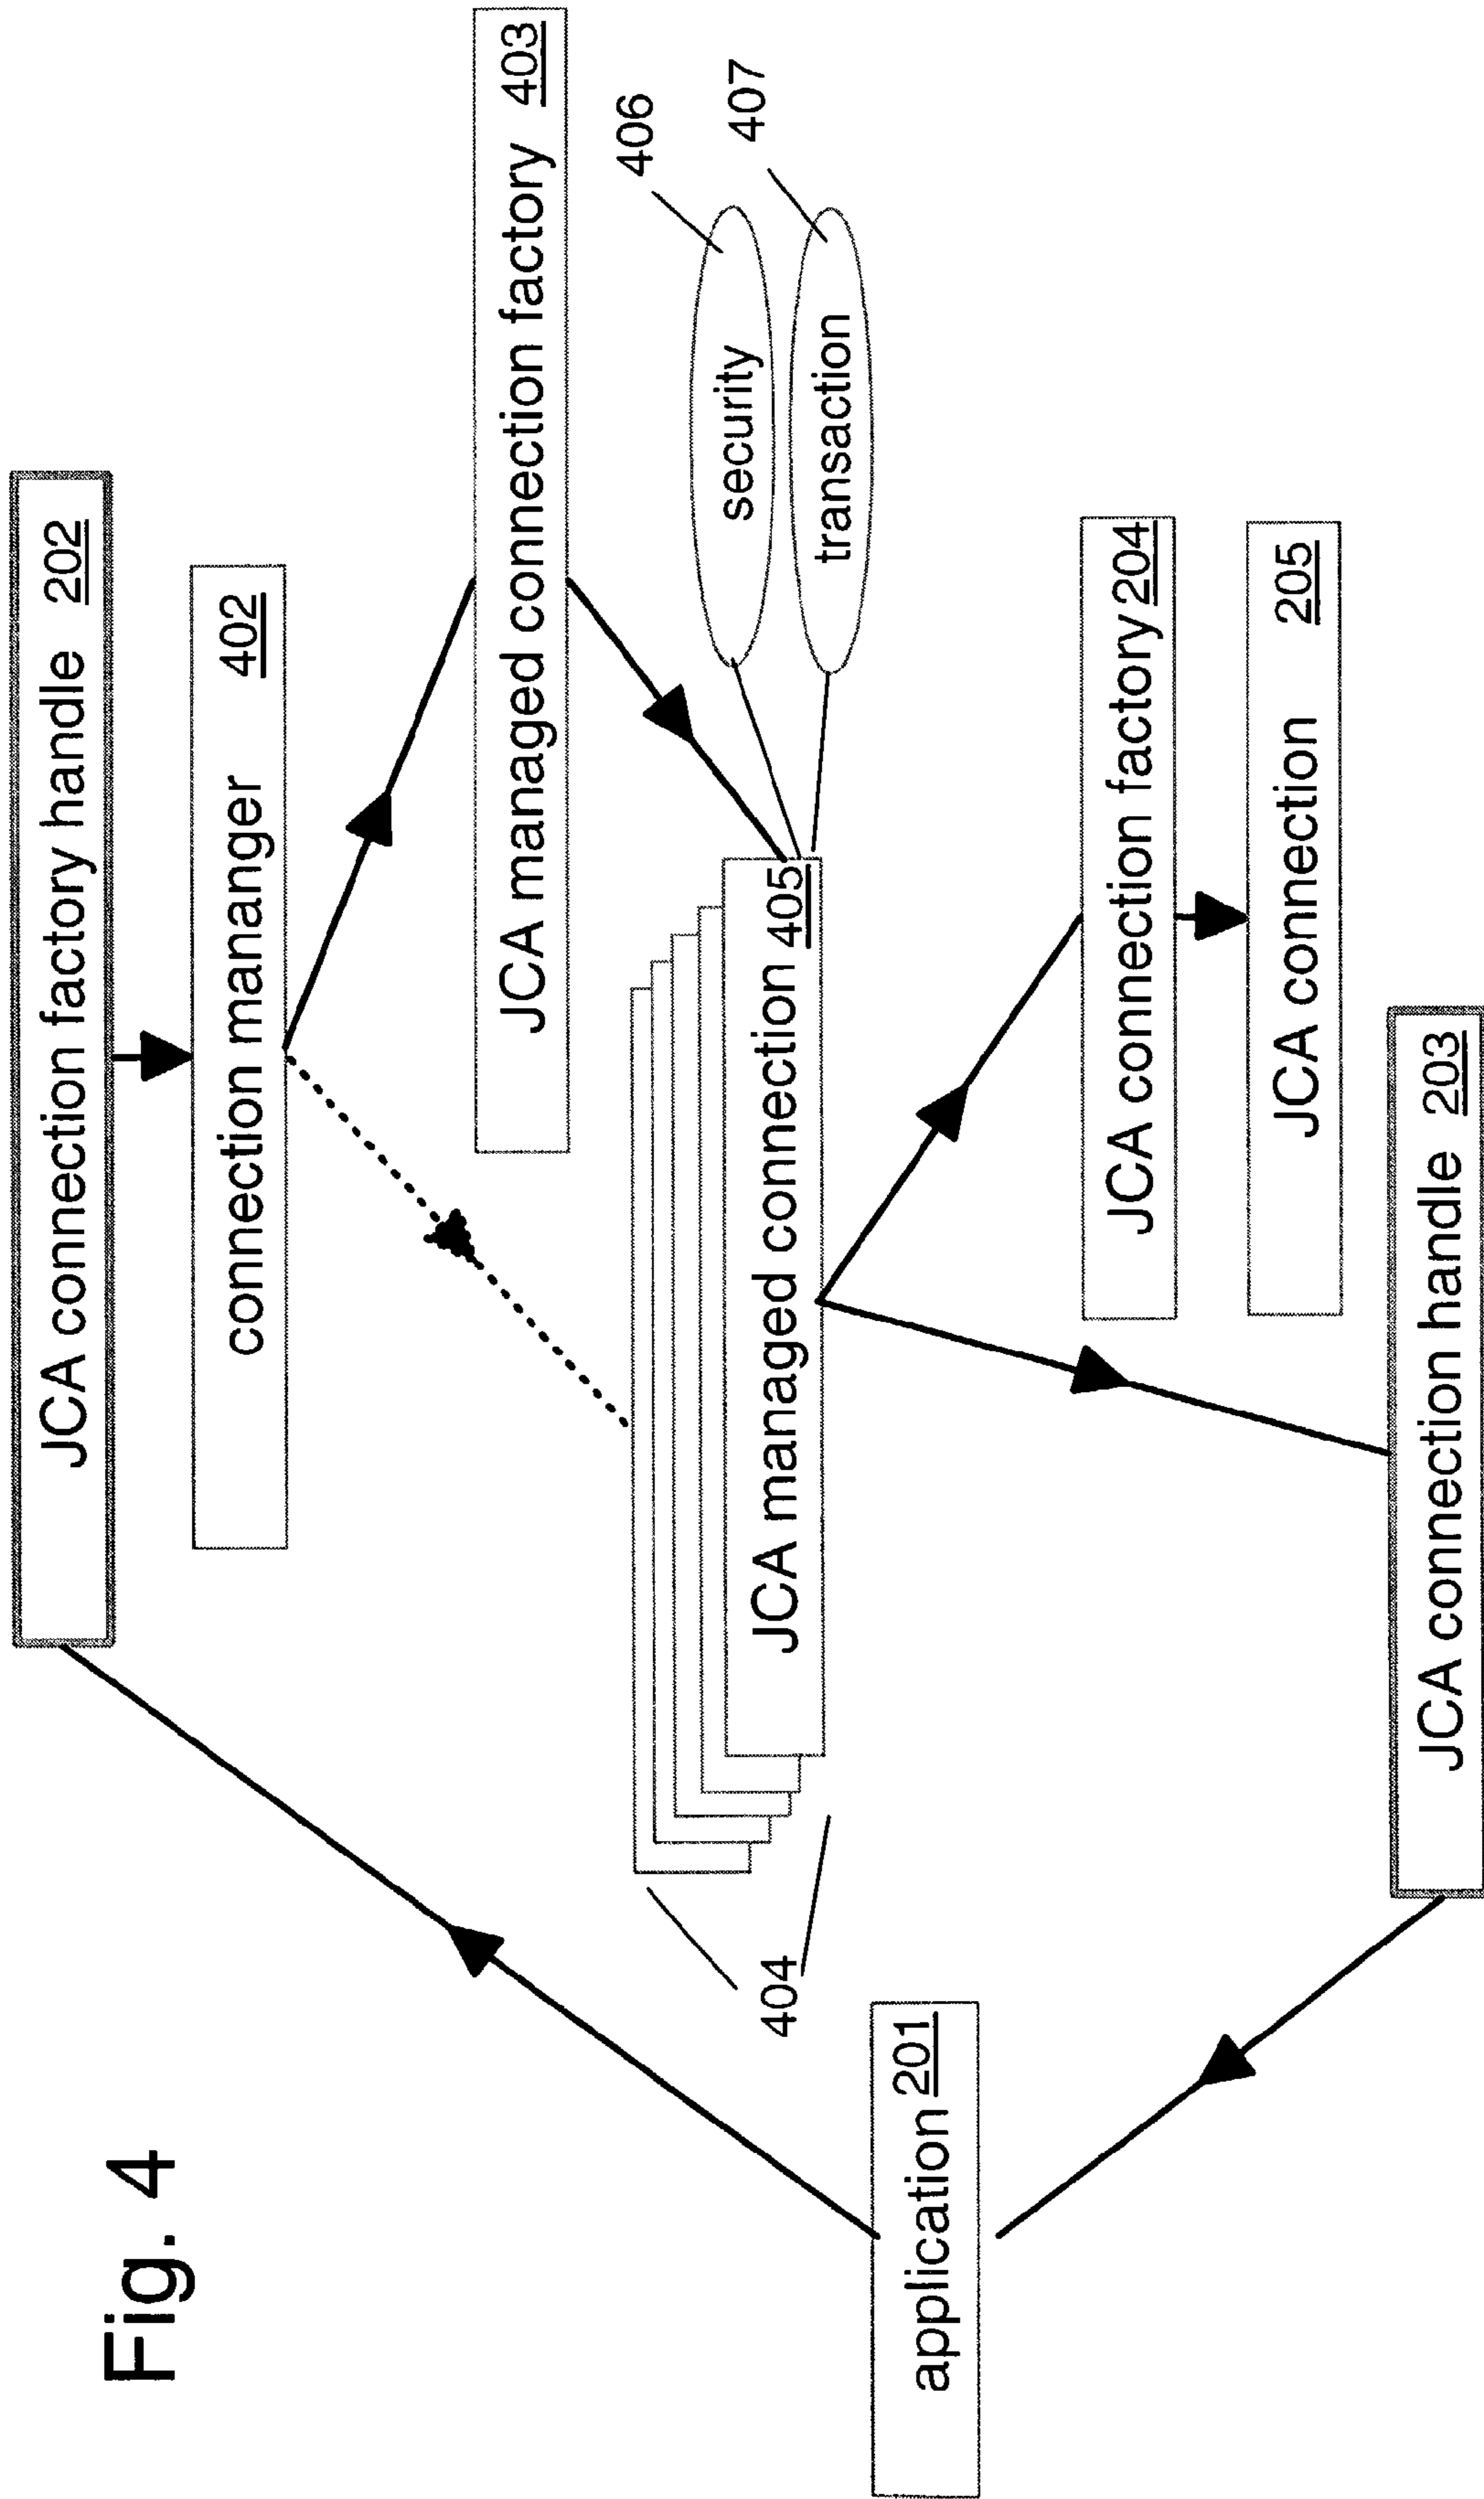 Fig. 4
JCA connection factory handle 202
connection mananger 402
JCA managed connection factory 403
406
security
407
transaction
JCA managed connection 405
404
application 201
JCA connection factory 204
JCA connection 205
JCA connection handle 203